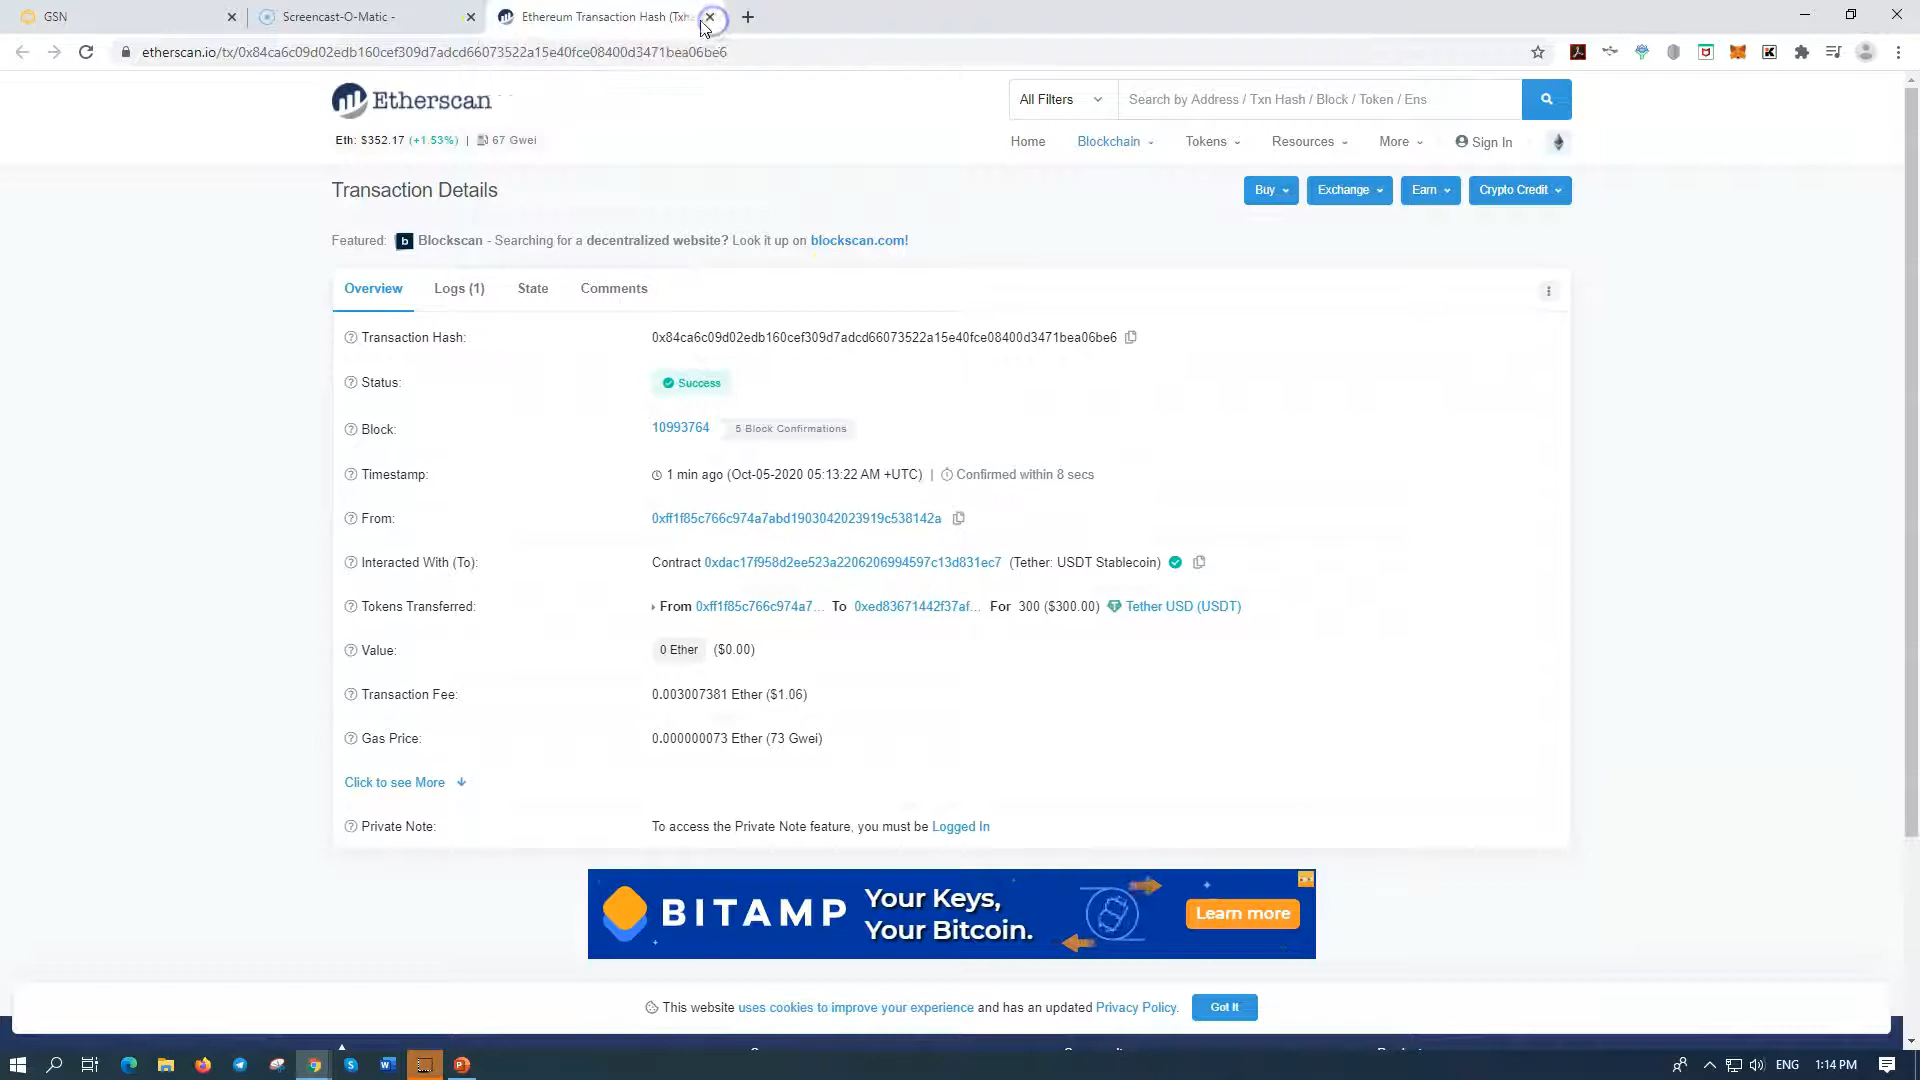 GSN
Screencast-O-Matic -
Ethereum Transaction Hash (Txh
etherscan.io/tx/0x84ca6c09d02edb160cef309d7adcd66073522a15e40fce08400d3471bea06be6
Etherscan
All Filters
Search by Address / Txn Hash / Block / Token / Ens
Eth: $352.17 (+1.53%) | 67 Gwei
Home Blockchain Tokens Resources More Sign In
Transaction Details
Buy Exchange Earn Crypto Credit
Featured: b Blockscan - Searching for a decentralized website? Look it up on blockscan.com!
Overview Logs (1) State Comments
Transaction Hash: 0x84ca6c09d02edb160cef309d7adcd66073522a15e40fce08400d3471bea06be6
Status: Success
Block: 10993764 5 Block Confirmations
Timestamp: 1 min ago (Oct-05-2020 05:13:22 AM +UTC) | Confirmed within 8 secs
From: 0xff1f85c766c974a7abd1903042023919c538142a
Interacted With (To): Contract 0xdac17f958d2ee523a2206206994597c13d831ec7 (Tether: USDT Stablecoin)
Tokens Transferred: From 0xff1f85c766c974a7... To 0xed83671442f37af... For 300 ($300.00) Tether USD (USDT)
Value: 0 Ether ($0.00)
Transaction Fee: 0.003007381 Ether ($1.06)
Gas Price: 0.000000073 Ether (73 Gwei)
Click to see More
Private Note: To access the Private Note feature, you must be Logged In
BITAMP
Your Keys,
Your Bitcoin.
Learn more
This website uses cookies to improve your experience and has an updated Privacy Policy. Got It
ENG 1:14 PM